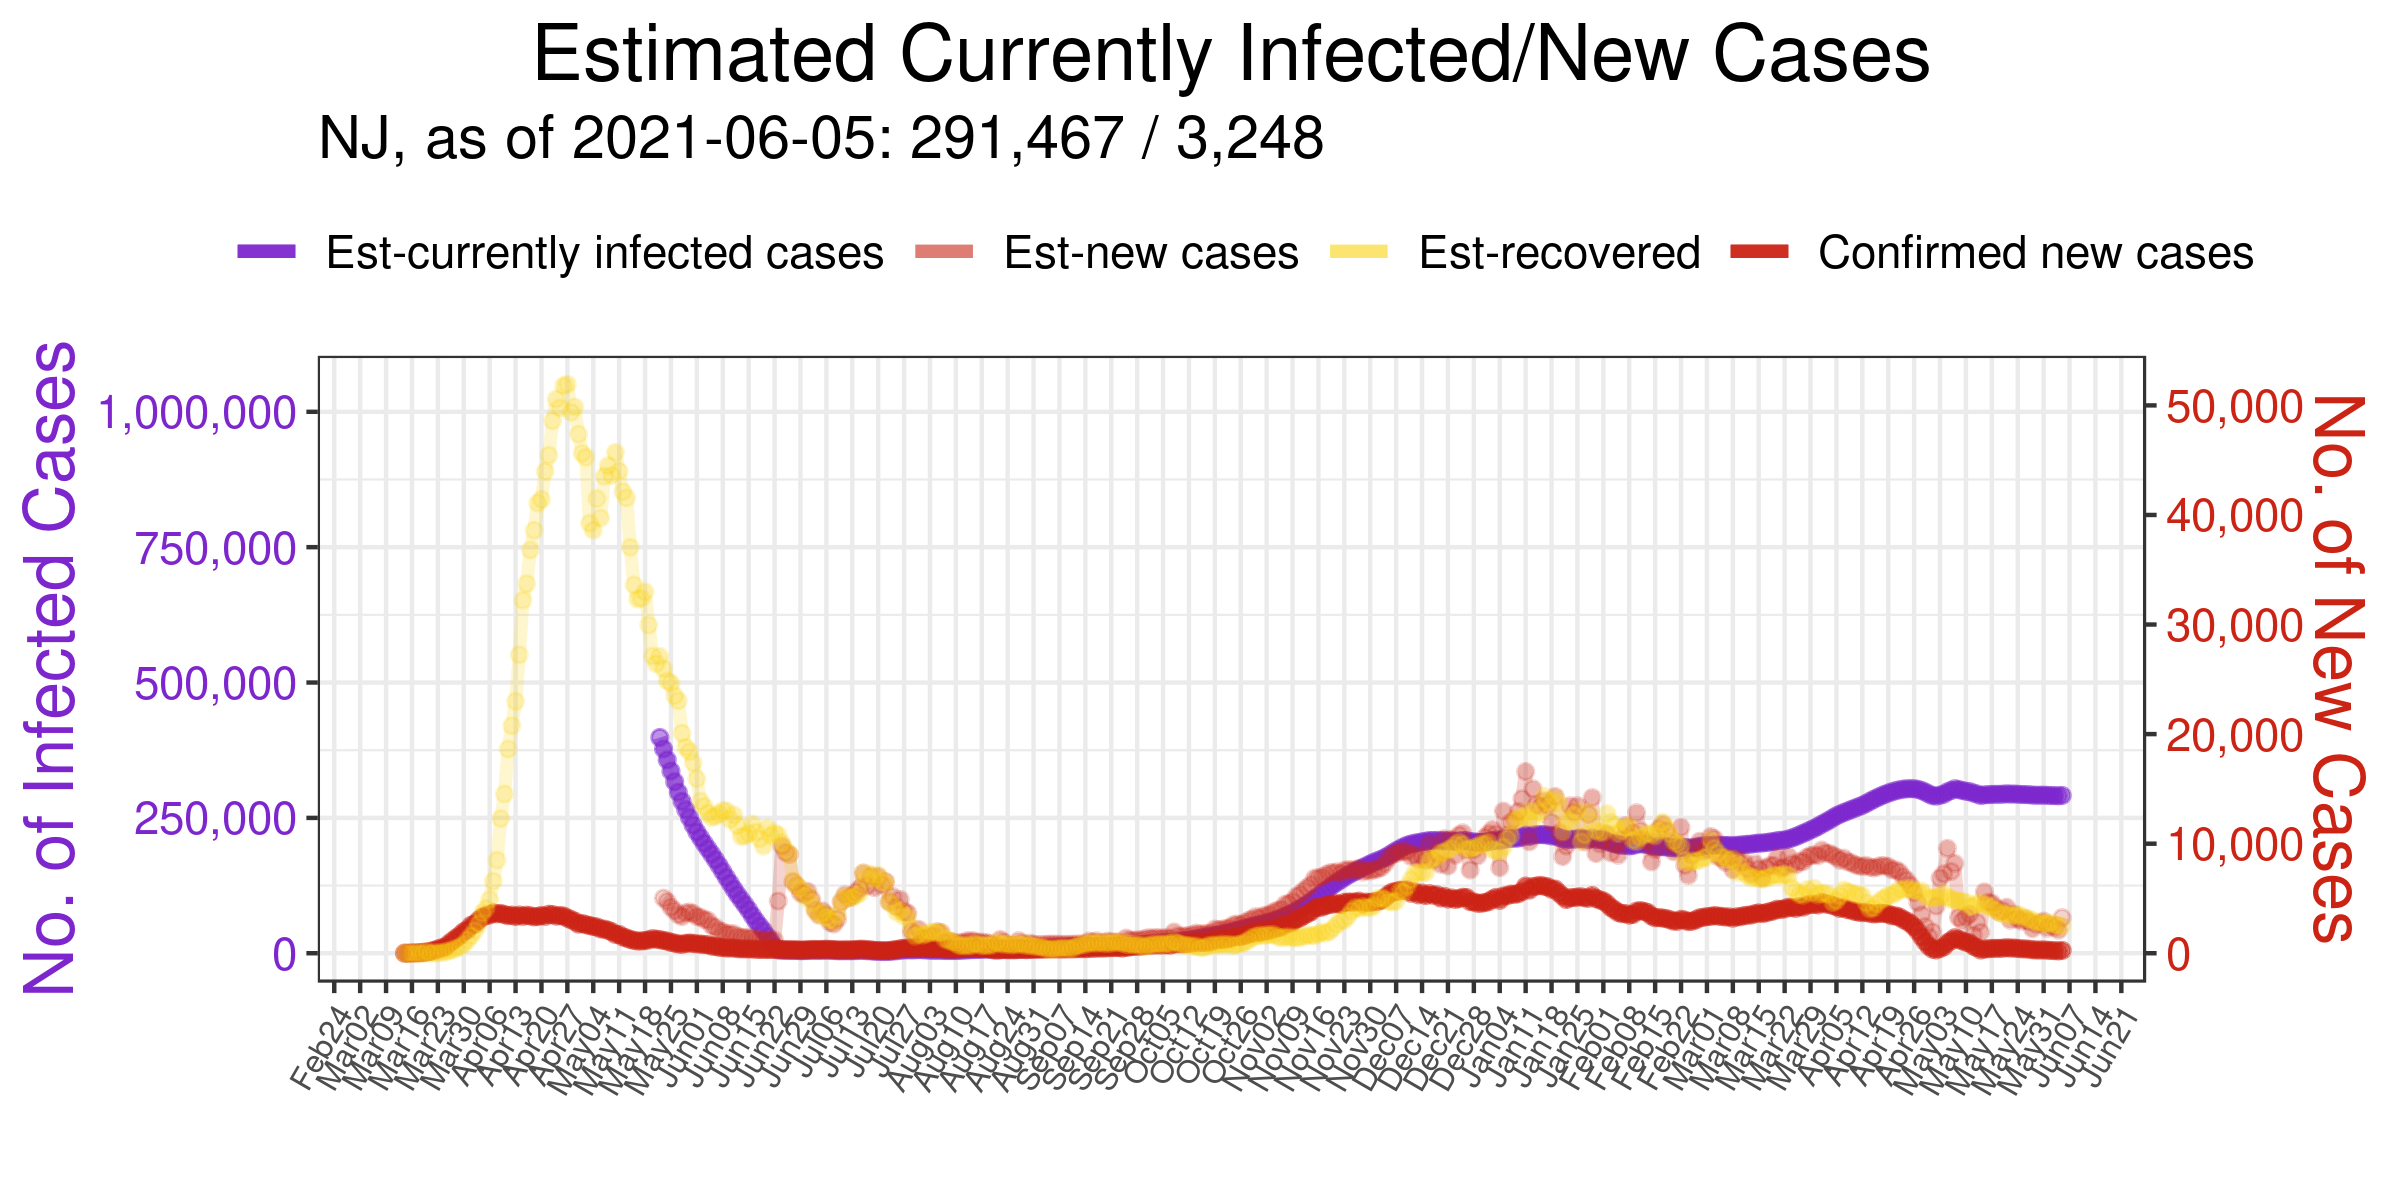 Estimated Currently Infected/New Cases
NJ, as of 2021-06-05: 291,467 / 3,248
Est-currently infected cases Est-new cases Est-recovered Confirmed new cases
No. of Infected Cases
1,000,000
750,000
500,000
250,000
0
50,000
40,000
30,000
20,000
10,000
0
No. of New Cases
Feb24 Mar02 Mar09 Mar16 Mar23 Mar30 Apr06 Apr13 Apr20 Apr27 May04 May11 May18 May25 Jun01 Jun08 Jun15 Jun22 Jun29 Jul06 Jul13 Jul20 Jul27 Aug03 Aug10 Aug17 Aug24 Aug31 Sep07 Sep14 Sep21 Sep28 Oct05 Oct12 Oct19 Oct26 Nov02 Nov09 Nov16 Nov23 Nov30 Dec07 Dec14 Dec21 Dec28 Jan04 Jan11 Jan18 Jan25 Feb01 Feb08 Feb15 Feb22 Mar01 Mar08 Mar15 Mar22 Mar29 Apr05 Apr12 Apr19 Apr26 May03 May10 May17 May24 May31 Jun07 Jun14 Jun21